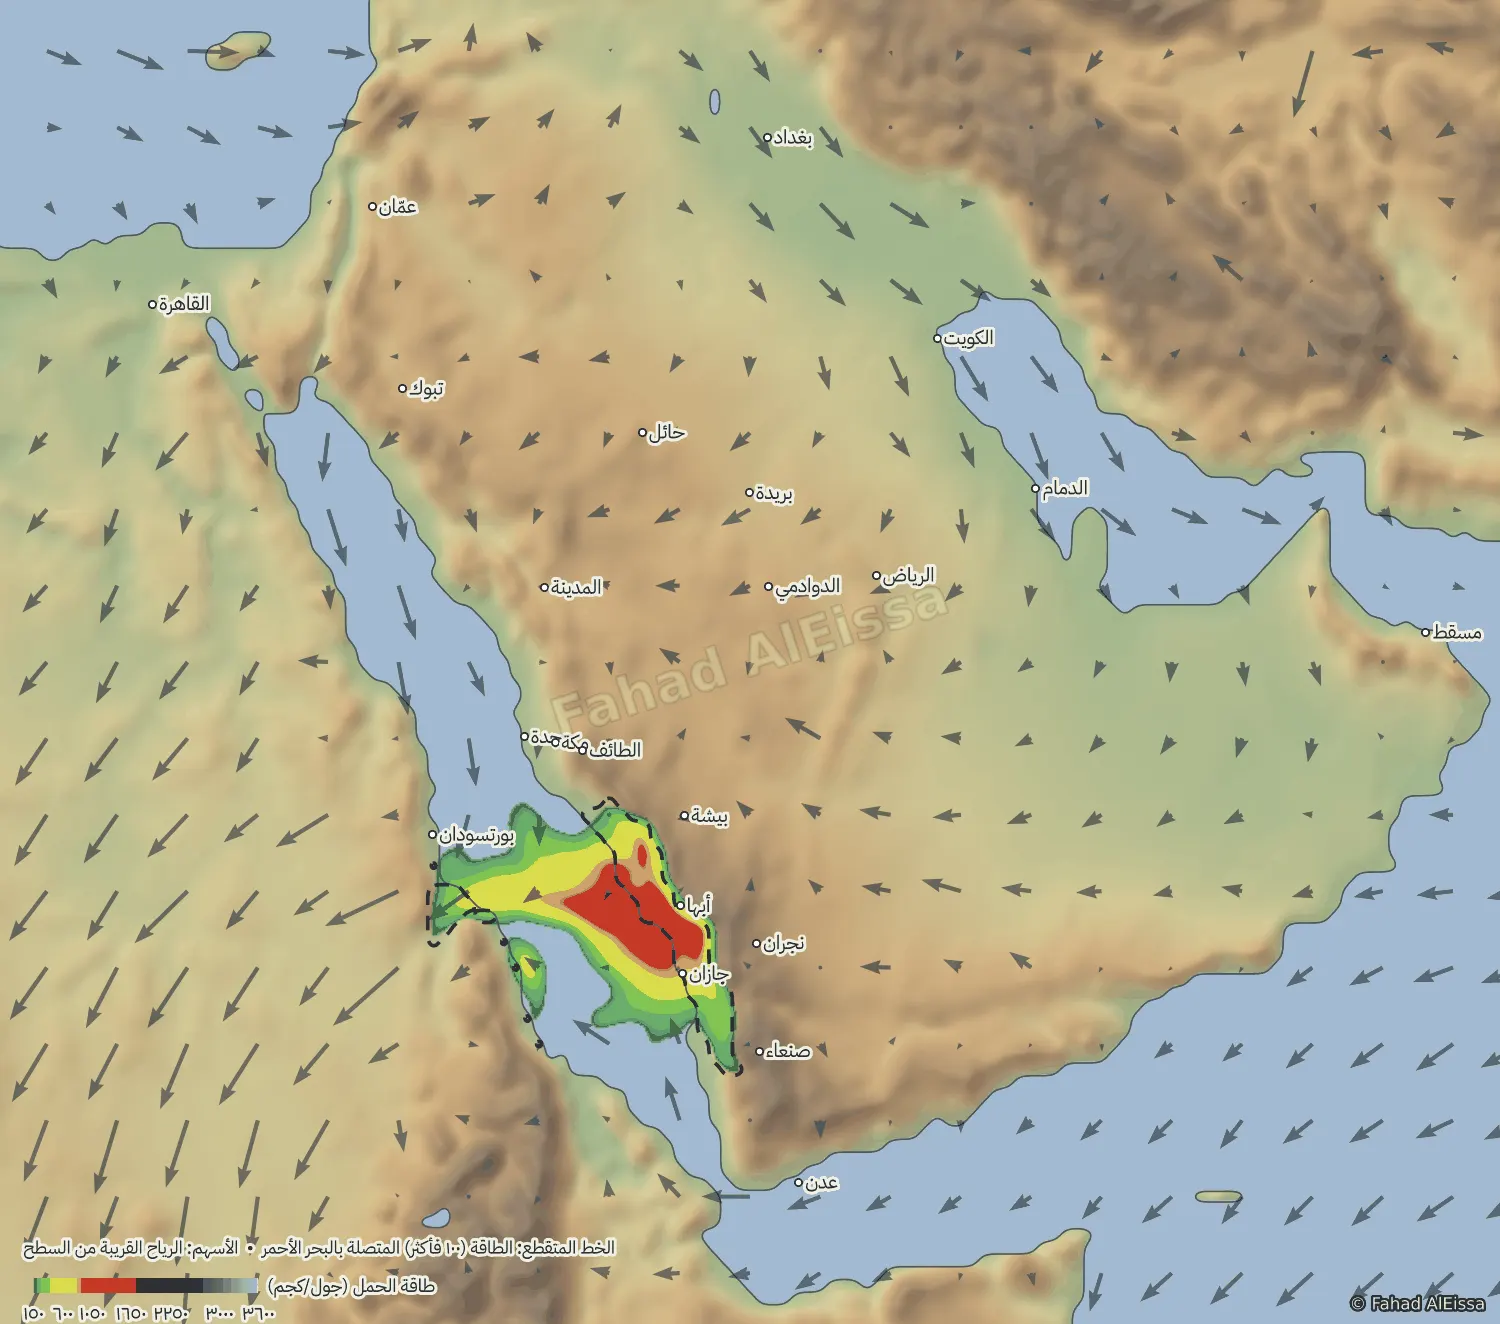 بغداد
عمّان
القاهرة
الكويت
تبوك
حائل
الدمام
بريدة
الرياض
الدوادمي
المدينة
مسقط
Fahad AlEissa
جدة
مكة
الطائف
بيشة
بورتسودان
أبها
نجران
جازان
صنعاء
عدن
الخط المتقطع: الطاقة (١٠ فأكثر) المتصلة بالبحر الأحمر • الأسهم: الرياح القريبة من السطح
طاقة الحمل (جول/كجم)
١٥٠ ٦٠٠ ١٠٥٠ ١٦٥٠ ٢٢٥٠ ٣٠٠٠ ٣٦٠٠
© Fahad AlEissa